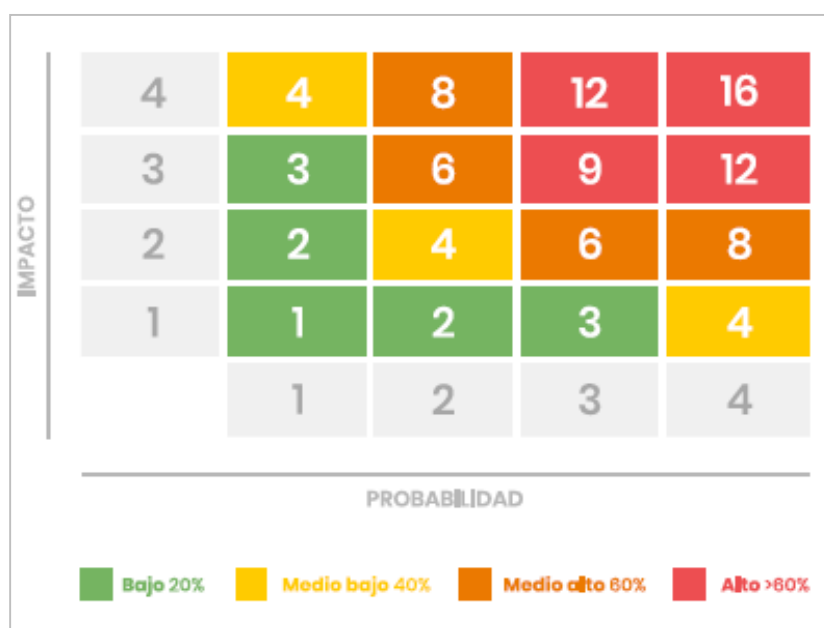 4 4 8 12 16
3 3 6 9 12
IMPACTO
2 2 4 6 8
1 1 2 3 4
1 2 3 4
PROBABILIDAD
Bajo 20% Medio bajo 40% Medio alto 60% Alto >60%